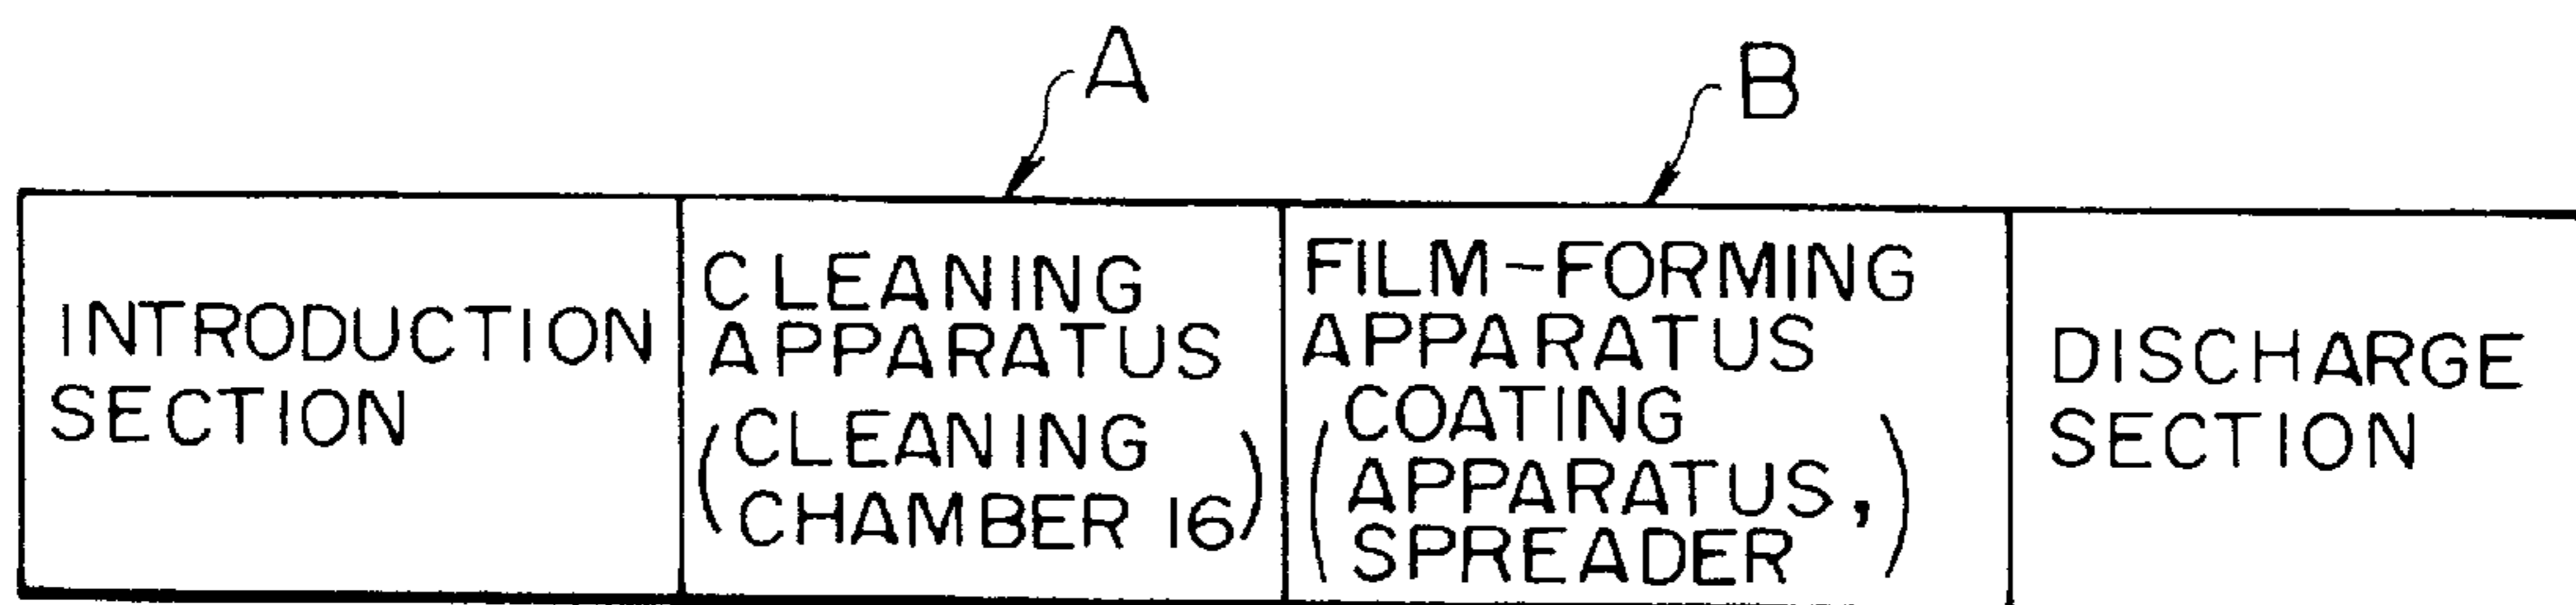 A
B
INTRODUCTION
SECTION
CLEANING
APPARATUS
(CLEANING
CHAMBER 16)
FILM-FORMING
APPARATUS
(COATING
APPARATUS,
SPREADER)
DISCHARGE
SECTION